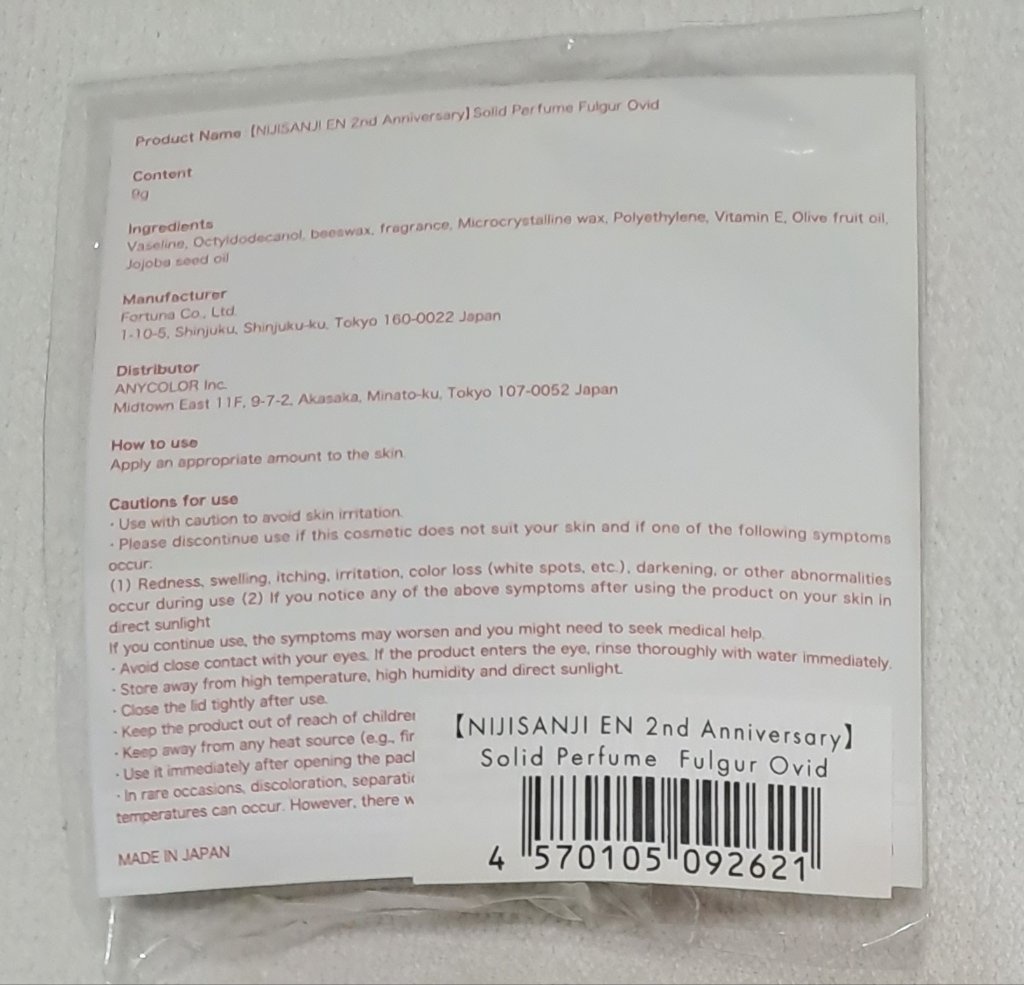 Product Name【NIJISANJI EN 2nd Anniversary】Solid Perfume Fulgur Ovid
Content
9g
Ingredients
Vaseline, Octyldodecanol, beeswax, fragrance, Microcrystalline wax, Polyethylene, Vitamin E, Olive fruit oil,
Jojoba seed oil
Manufacturer
Fortuna Co., Ltd.
1-10-5, Shinjuku, Shinjuku-ku, Tokyo 160-0022 Japan
Distributor
ANYCOLOR Inc.
Midtown East 11F, 9-7-2, Akasaka, Minato-ku, Tokyo 107-0052 Japan
How to use
Apply an appropriate amount to the skin.
Cautions for use
· Use with caution to avoid skin irritation.
· Please discontinue use if this cosmetic does not suit your skin and if one of the following symptoms
occur:
(1) Redness, swelling, itching, irritation, color loss (white spots, etc.), darkening, or other abnormalities
occur during use (2) If you notice any of the above symptoms after using the product on your skin in
direct sunlight
If you continue use, the symptoms may worsen and you might need to seek medical help.
· Avoid close contact with your eyes. If the product enters the eye, rinse thoroughly with water immediately.
· Store away from high temperature, high humidity and direct sunlight.
· Close the lid tightly after use.
· Keep the product out of reach of
· Keep away from any heat source (e.g.,
· Use it immediately after opening the
· In rare occasions, discoloration,
temperatures can occur. However, there
MADE IN JAPAN
【NIJISANJI EN 2nd Anniversary】
Solid Perfume Fulgur Ovid
4 570105 092621